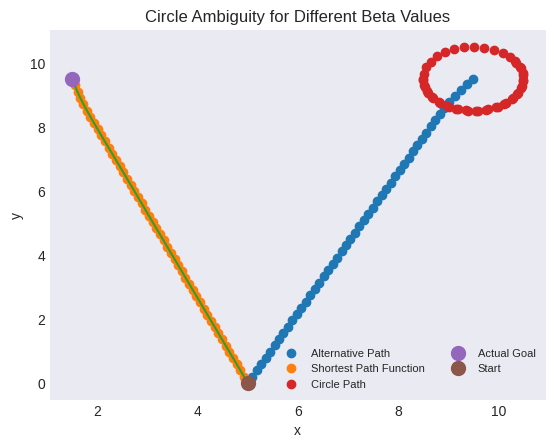 Circle Ambiguity for Different Beta Values
10
8
6
4
2
0
y
2
4
6
8
10
x
Alternative Path
Shortest Path Function
Circle Path
Actual Goal
Start